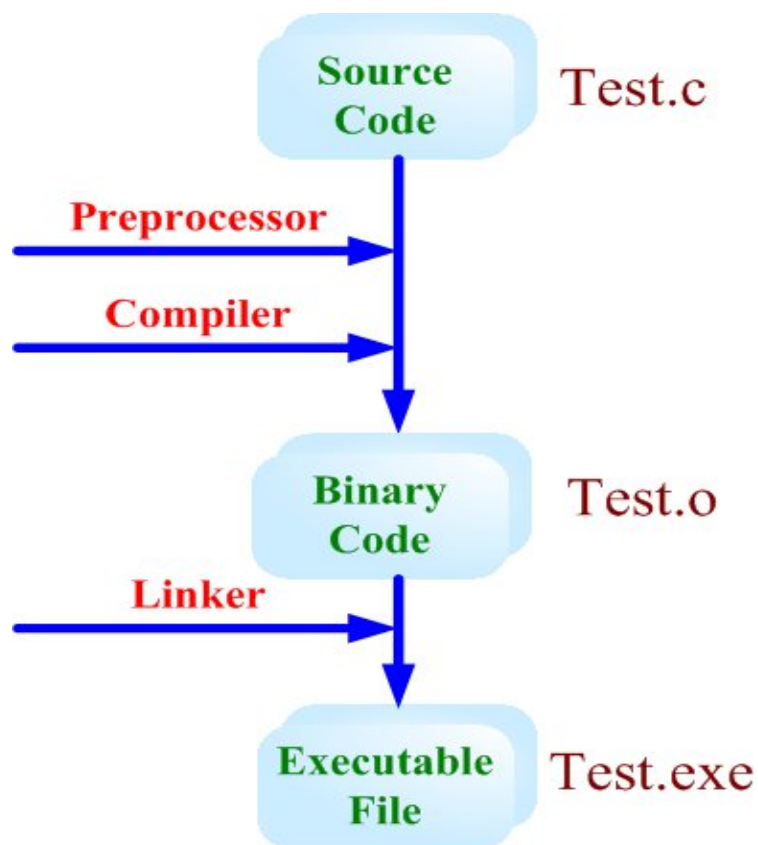 Source
Code
Test.c
Preprocessor
Compiler
Binary
Code
Test.o
Linker
Executable
File
Test.exe